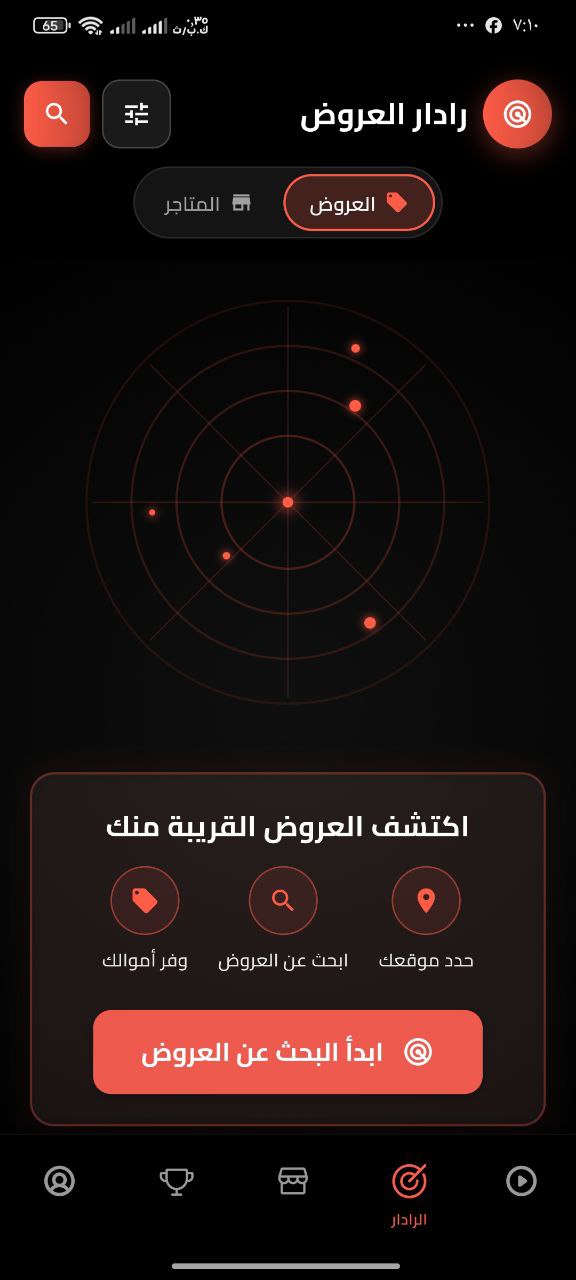 ٧:١٠
٠٫٣٥ ك.ب/ث
65
رادار العروض
العروض
المتاجر
اكتشف العروض القريبة منك
حدد موقعك
ابحث عن العروض
وفر أموالك
ابدأ البحث عن العروض
الرادار